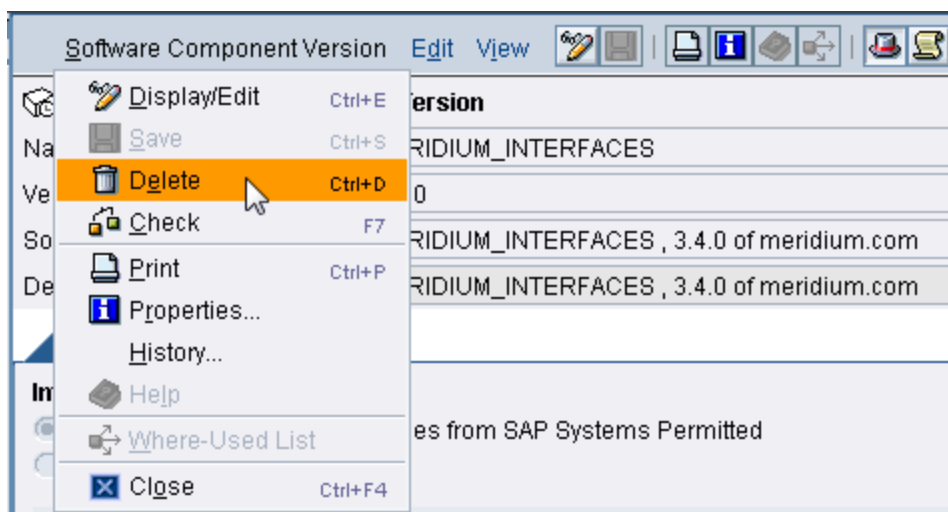 Software Component Version Edit View
Display/Edit Ctrl+E
Save Ctrl+S
Delete Ctrl+D
Check F7
Print Ctrl+P
Properties...
History...
Help
Where-Used List
Close Ctrl+F4
ersion
Na RIDIUM_INTERFACES
Ve 0
So RIDIUM_INTERFACES , 3.4.0 of meridium.com
De RIDIUM_INTERFACES , 3.4.0 of meridium.com
In
es from SAP Systems Permitted